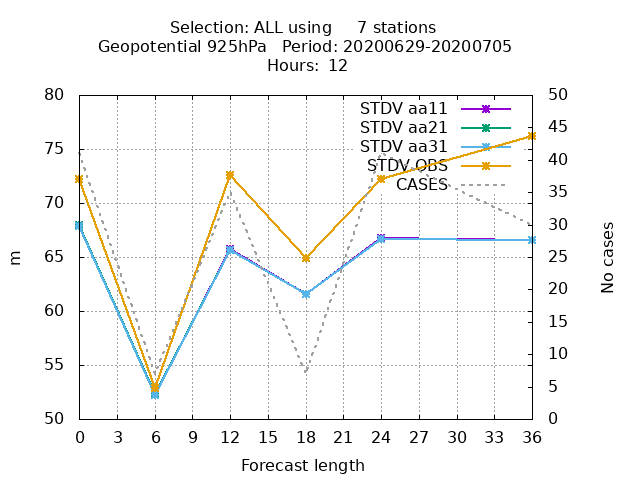 Selection: ALL using     7 stations
Geopotential 925hPa   Period: 20200629-20200705
Hours:  12
STDV aa11
STDV aa21
STDV aa31
STDV OBS
CASES
80
75
70
65
60
55
50
m
50
45
40
35
30
25
20
15
10
5
0
No cases
0 3 6 9 12 15 18 21 24 27 30 33 36
Forecast length